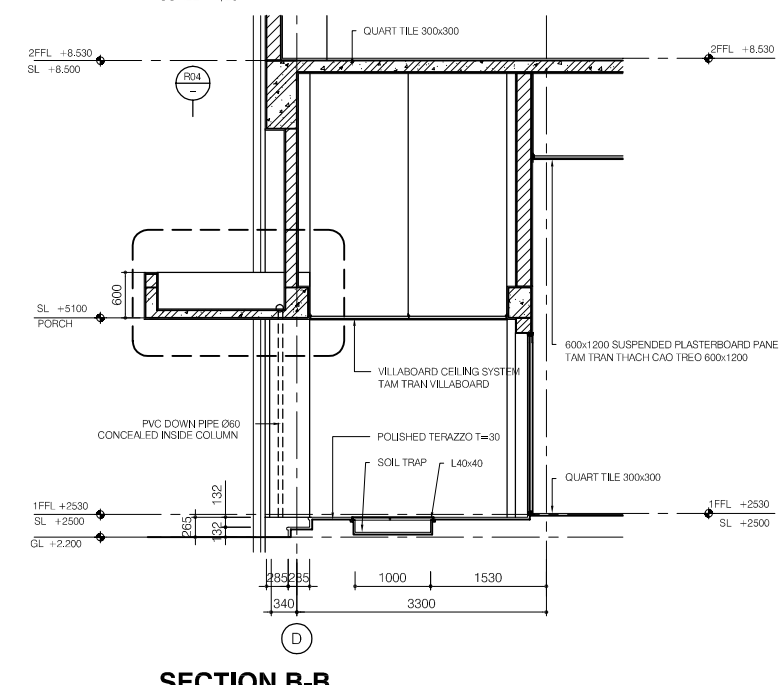 QUART TILE 300x300
2FFL +8.530
SL +8.500
2FFL +8.530
R04
–
600
SL +5100
PORCH
600x1200 SUSPENDED PLASTERBOARD PANE
TAM TRAN THACH CAO TREO 600x1200
VILLABOARD CEILING SYSTEM
TAM TRAN VILLABOARD
PVC DOWN PIPE Ø60
CONCEALED INSIDE COLUMN
POLISHED TERAZZO T=30
SOIL TRAP
L40x40
QUART TILE 300x300
1FFL +2530
SL +2500
GL +2.200
265
132
132
1FFL +2530
SL +2500
285
285
1000
1530
340
3300
D
SECTION B-B